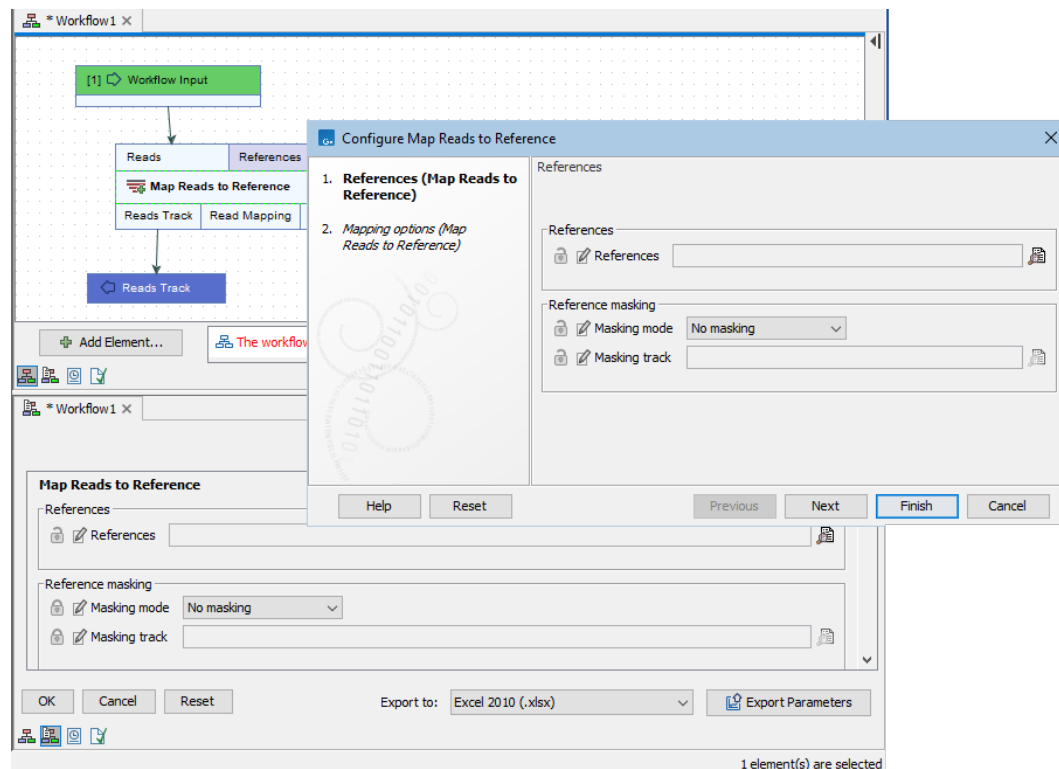 * Workflow1
[1] Workflow Input
Reads References
Map Reads to Reference
Reads Track Read Mapping
Reads Track
Add Element...
The workflow
Configure Map Reads to Reference
1. References (Map Reads to
Reference)
2. Mapping options (Map
Reads to Reference)
References
References
References
Reference masking
Masking mode No masking
Masking track
Help Reset Previous Next Finish Cancel
* Workflow1
Map Reads to Reference
References
References
Reference masking
Masking mode No masking
Masking track
OK Cancel Reset Export to: Excel 2010 (.xlsx) Export Parameters
1 element(s) are selected